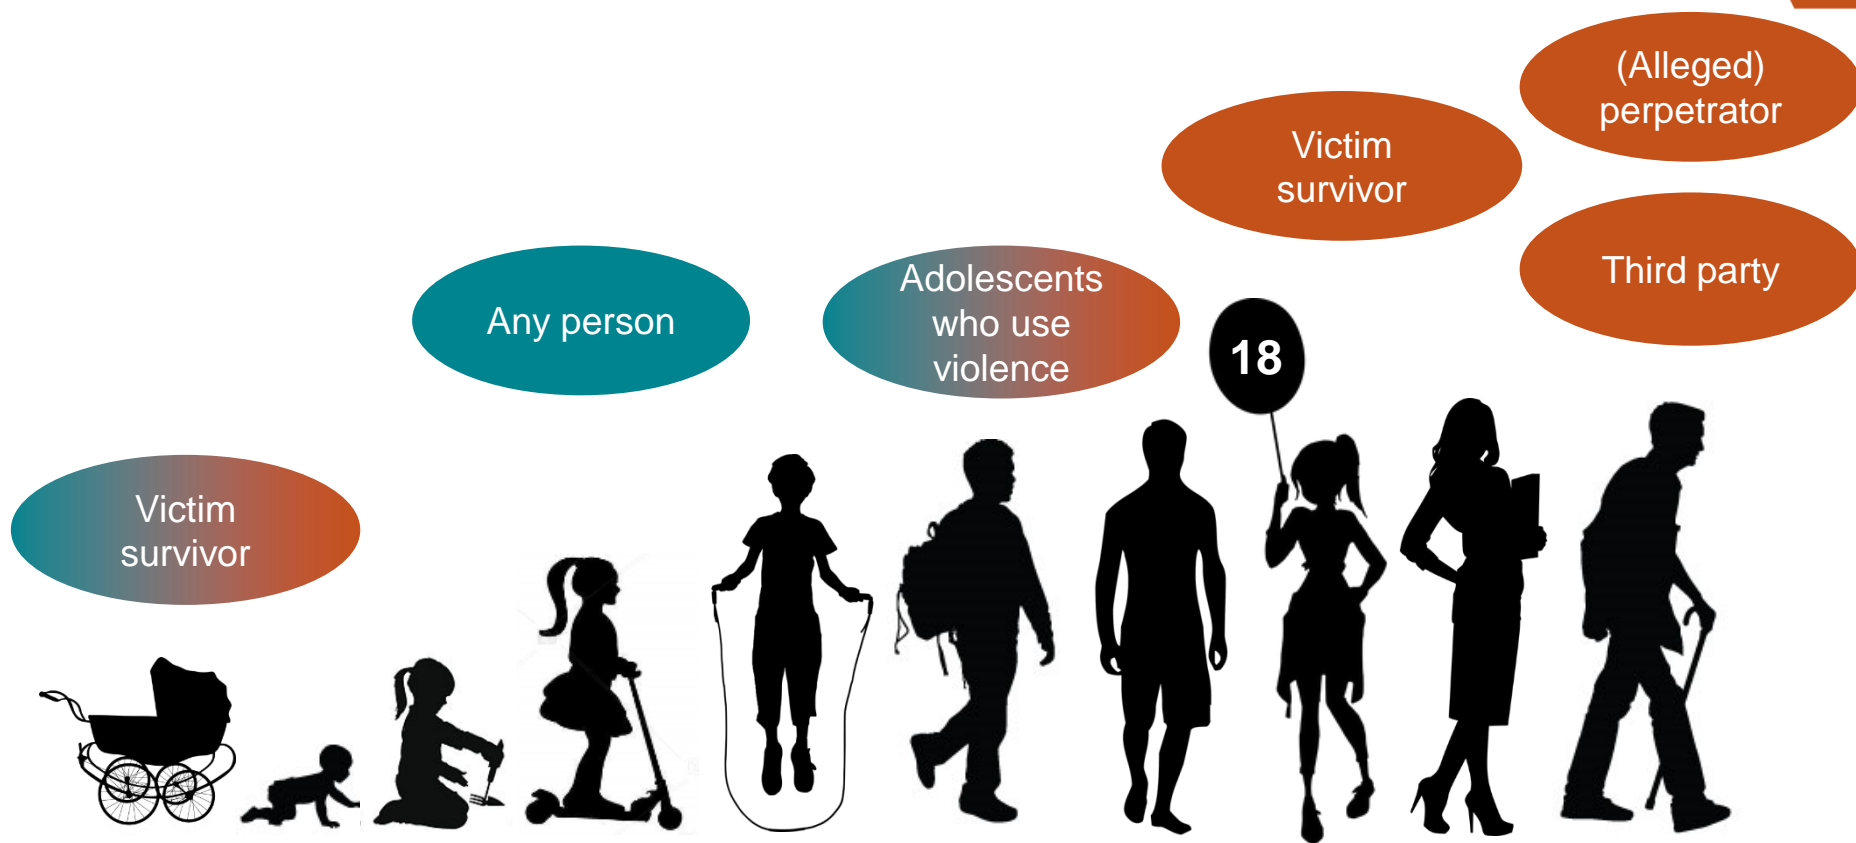 Victim
survivor
Any person
Adolescents
who use
violence
18
Victim
survivor
(Alleged)
perpetrator
Third party